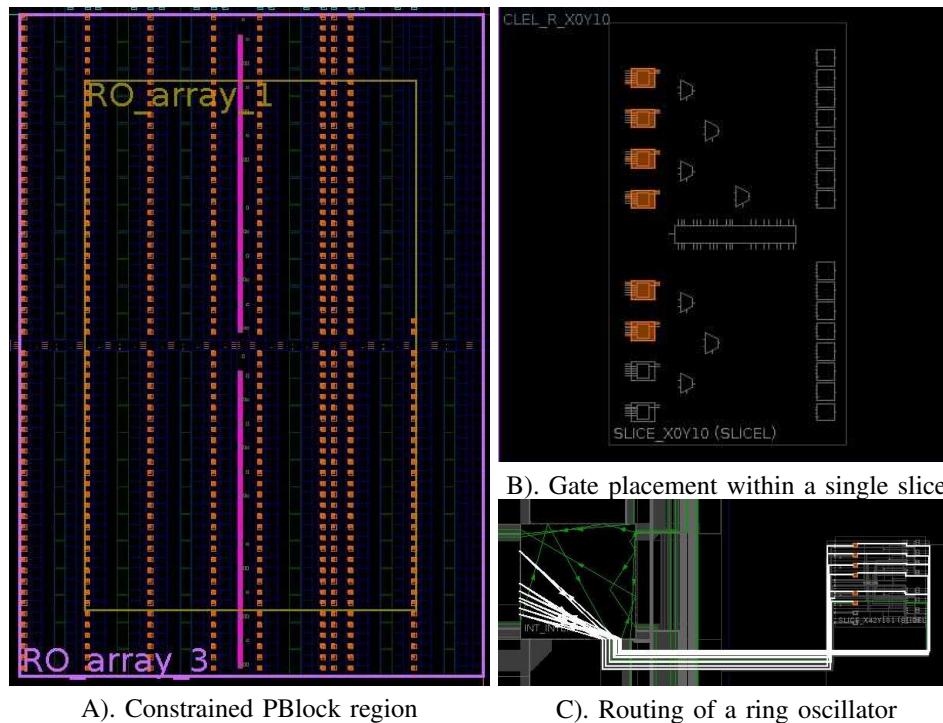 RO_array_1
RO_array_3
A). Constrained PBlock region
CLEL_R_X0Y10
SLICE_X0Y10 (SLICEL)
B). Gate placement within a single slice
C). Routing of a ring oscillator